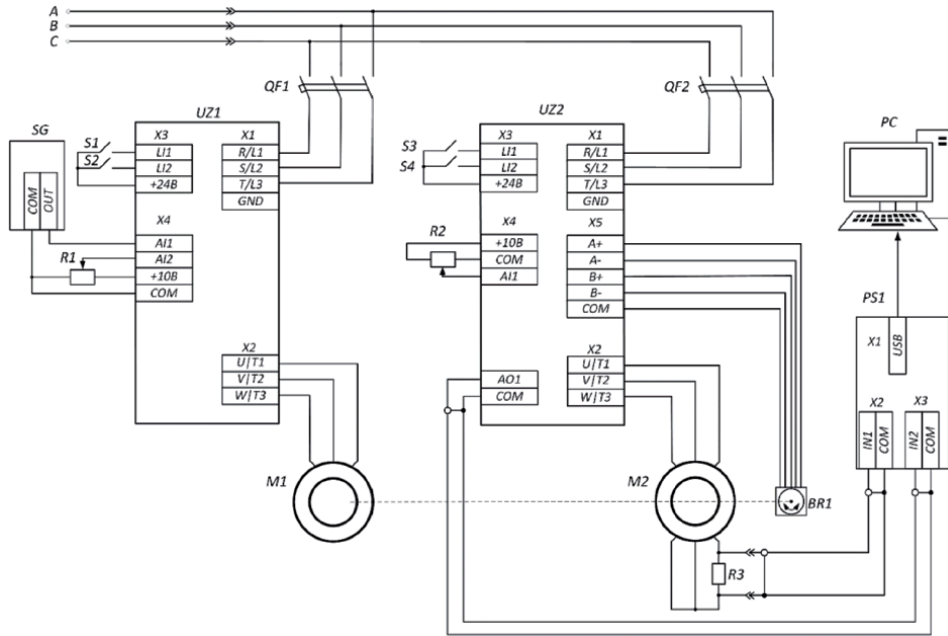 A
B
C
QF1
QF2
UZ1
UZ2
SG
PC
X3
X1
S1
LI1
R/L1
S2
LI2
S/L2
+24B
T/L3
GND
COM
OUT
X4
AI1
R1
AI2
+10B
COM
X2
U|T1
V|T2
W|T3
M1
X3
X1
S3
LI1
R/L1
S4
LI2
S/L2
+24B
T/L3
GND
X4
X5
R2
+10B
A+
COM
A-
AI1
B+
B-
COM
X2
U|T1
AO1
V|T2
COM
W|T3
M2
BR1
R3
PS1
X1
USB
X2
X3
IN1
COM
IN2
COM